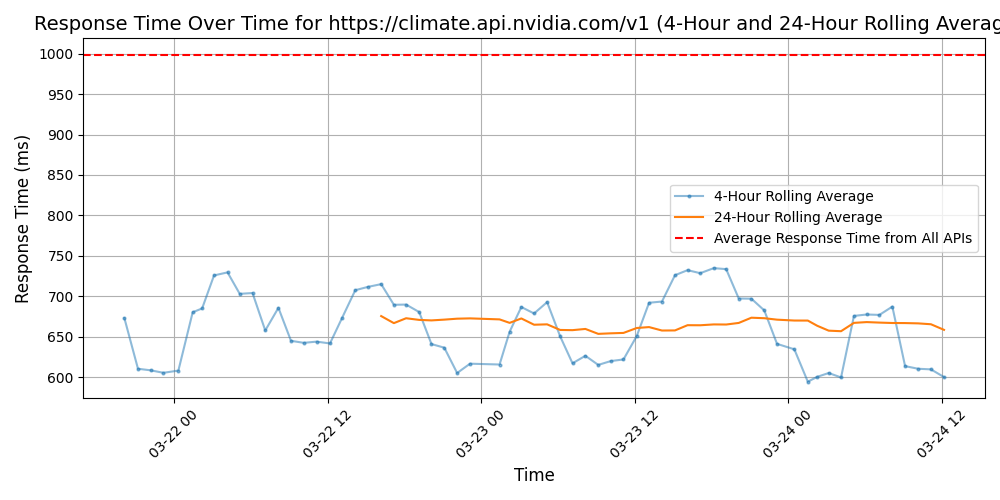 Response Time Over Time for https://climate.api.nvidia.com/v1 (4-Hour and 24-Hour Rolling Averag
1000
950
900
850
800
750
700
650
600
Response Time (ms)
4-Hour Rolling Average
24-Hour Rolling Average
Average Response Time from All APIs
03-22 00
03-22 12
03-23 00
03-23 12
03-24 00
03-24 12
Time